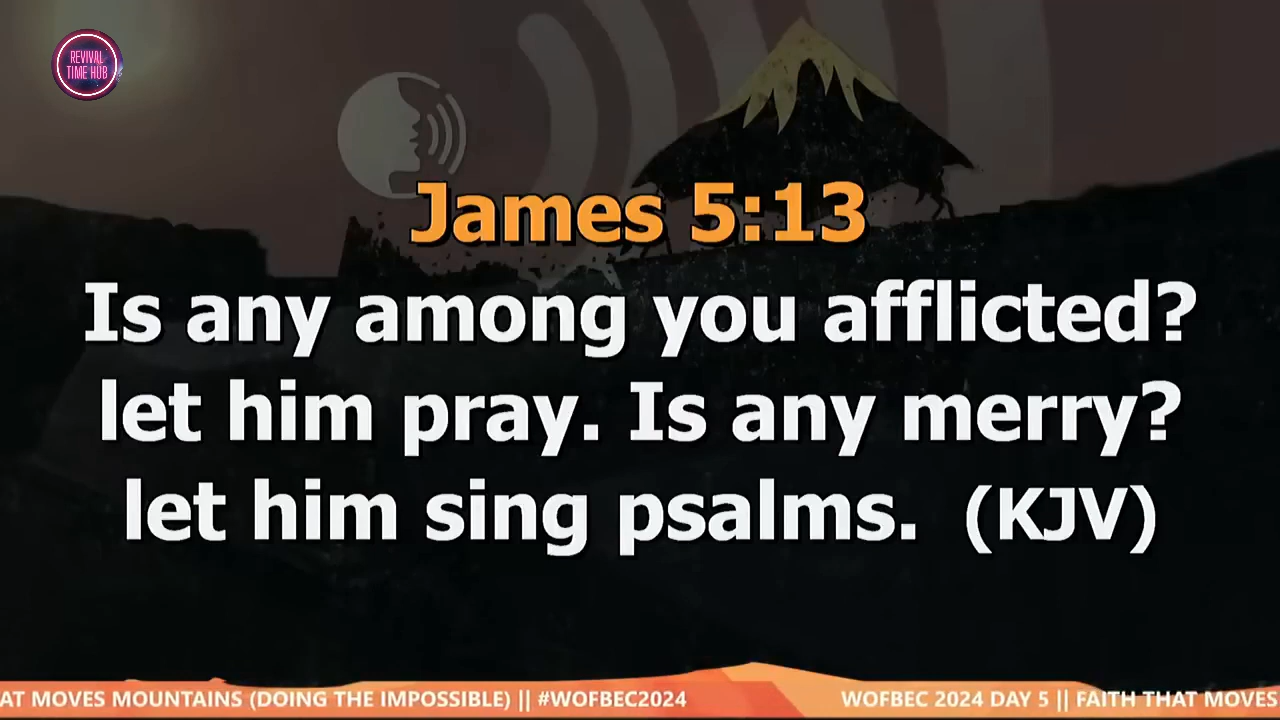 REVIVAL
TIME HUB
James 5:13
Is any among you afflicted?
let him pray. Is any merry?
let him sing psalms. (KJV)
AT MOVES MOUNTAINS (DOING THE IMPOSSIBLE) || #WOFBEC2024 WOFBEC 2024 DAY 5 || FAITH THAT MOVES